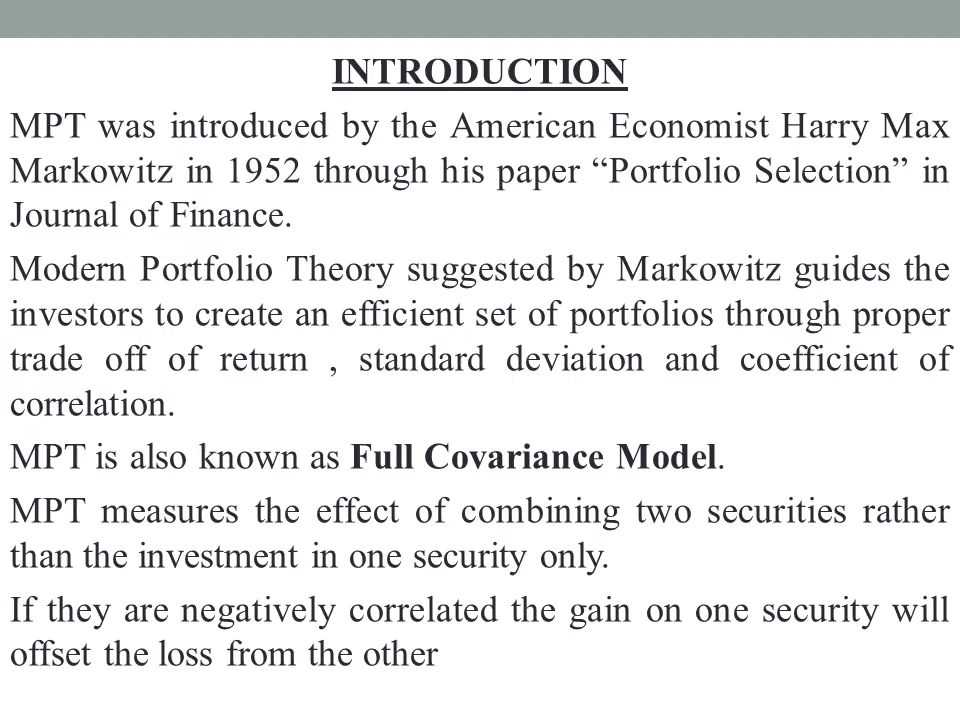 INTRODUCTION
MPT was introduced by the American Economist Harry Max
Markowitz in 1952 through his paper “Portfolio Selection” in
Journal of Finance.
Modern Portfolio Theory suggested by Markowitz guides the
investors to create an efficient set of portfolios through proper
trade off of return , standard deviation and coefficient of
correlation.
MPT is also known as Full Covariance Model.
MPT measures the effect of combining two securities rather
than the investment in one security only.
If they are negatively correlated the gain on one security will
offset the loss from the other